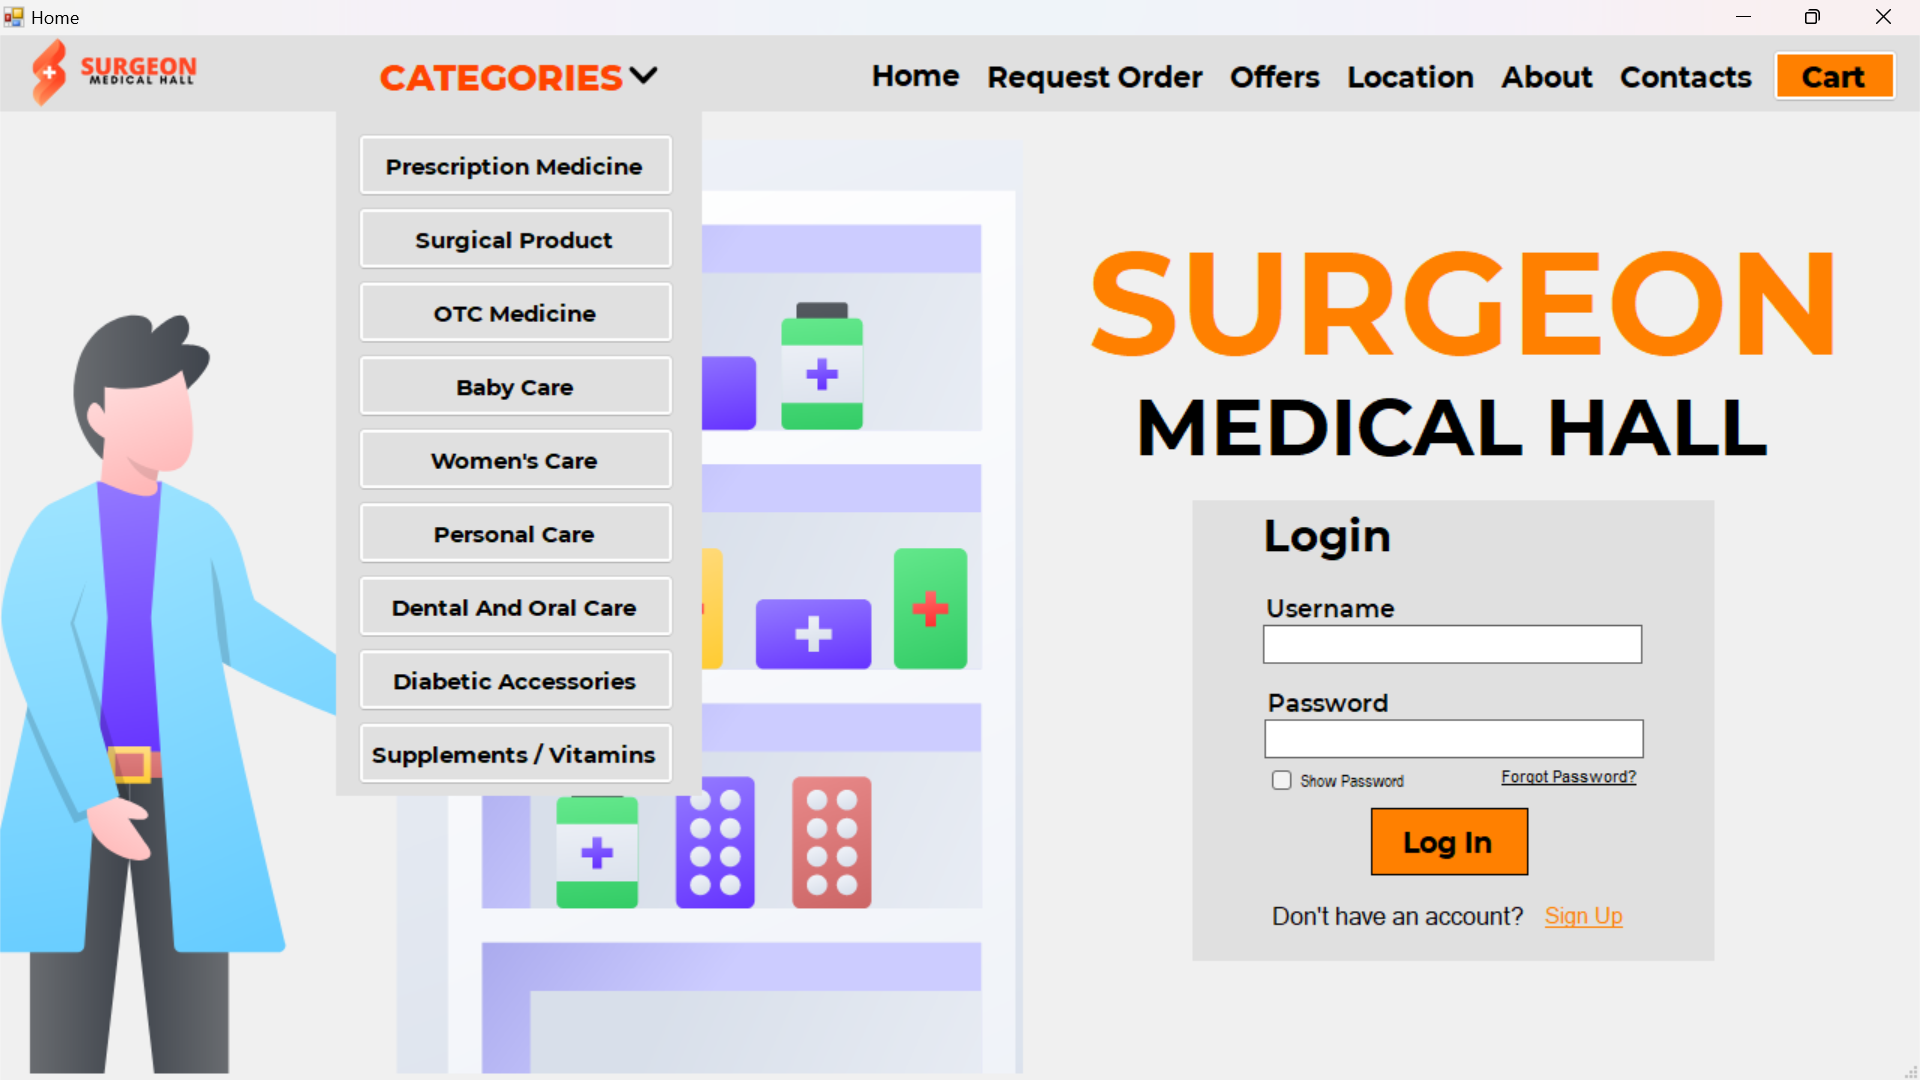 Home
SURGEON
MEDICAL HALL
CATEGORIES
Home Request Order Offers Location About Contacts Cart
Prescription Medicine
Surgical Product
OTC Medicine
Baby Care
Women's Care
Personal Care
Dental And Oral Care
Diabetic Accessories
Supplements / Vitamins
SURGEON
MEDICAL HALL
Login
Username
Password
Show Password Forgot Password?
Log In
Don't have an account? Sign Up